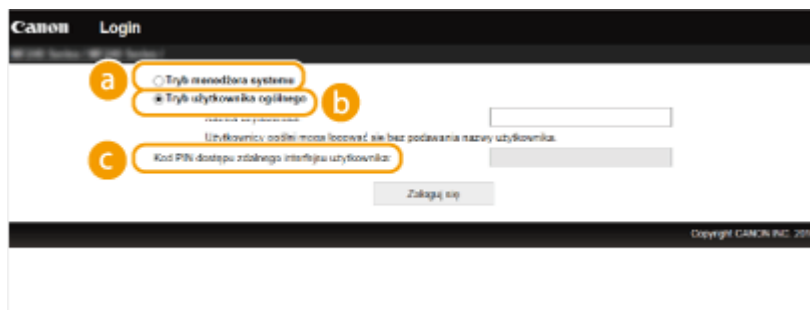 Canon Login
a Tryb menedżera systemu
Tryb użytkownika ogólnego b
Użytkownicy ogólni mogą logować się bez podawania nazwy użytkownika.
c Kod PIN dostępu zdalnego interfejsu użytkownika:
Zaloguj się
Copyright CANON INC. 201